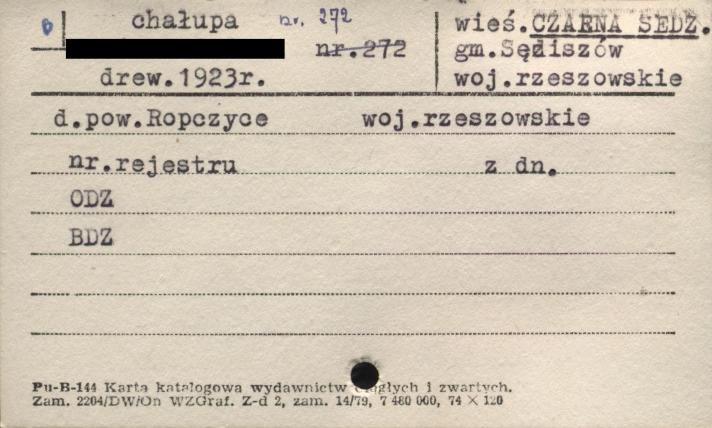 B chałupa nr. 272 wieś.CZARNA SEDZ.
nr.272 gm.Sędiszów
drew.1923r. woj.rzeszowskie
d.pow.Ropczyce woj.rzeszowskie
nr.rejestru z dn.
ODZ
BDZ
Pu-B-144 Karta katalogowa wydawnictw ciągłych i zwartych.
Zam. 2204/DW/On WZGraf. Z-d 2, zam. 14/79, 7 480 000, 74 × 120